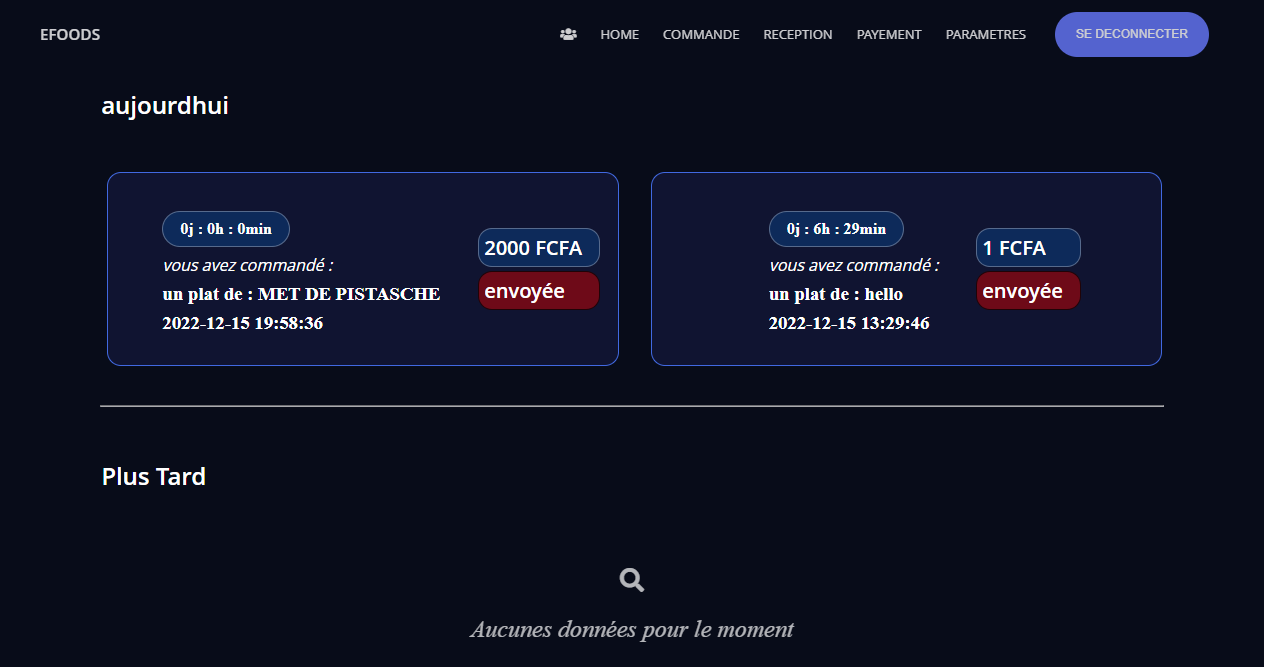 EFOODS
HOME COMMANDE RECEPTION PAYEMENT PARAMETRES SE DECONNECTER
aujourdhui
0j : 0h : 0min
vous avez commandé :
un plat de : MET DE PISTASCHE
2022-12-15 19:58:36
2000 FCFA
envoyée
0j : 6h : 29min
vous avez commandé :
un plat de : hello
2022-12-15 13:29:46
1 FCFA
envoyée
Plus Tard
Aucunes données pour le moment